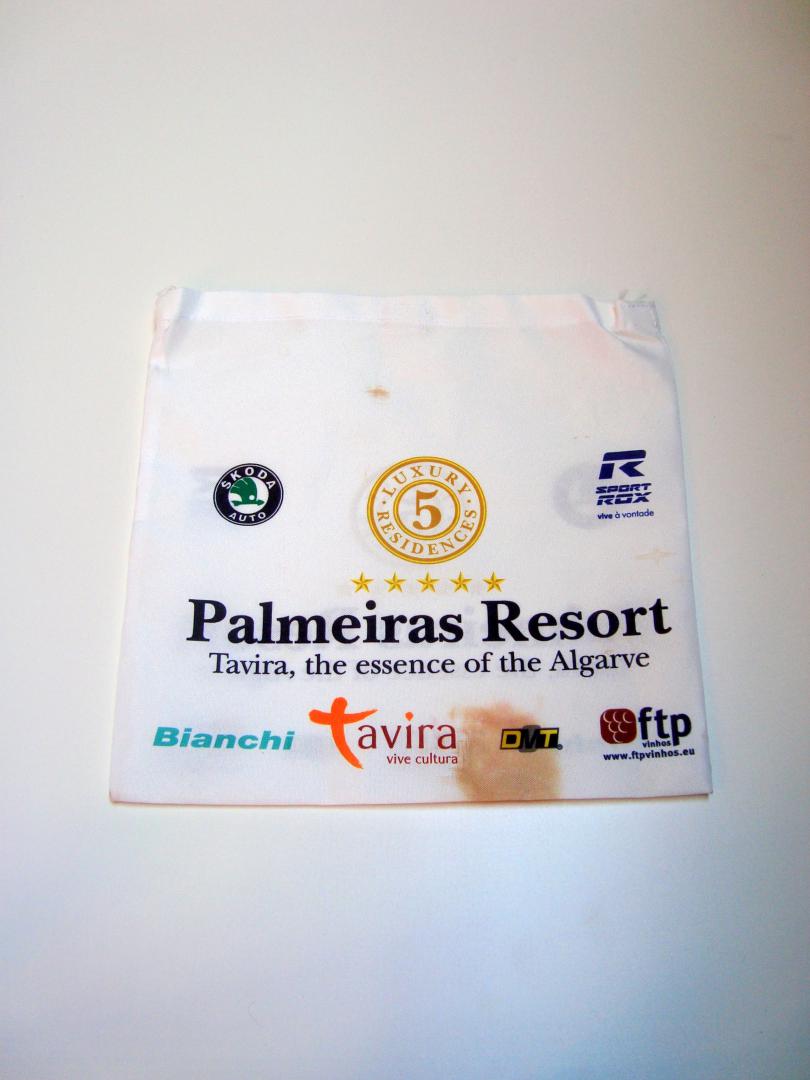 SKODA
AUTO
LUXURY
5
RESIDENCES
R
SPORT
ROX
vive à vontade
Palmeiras Resort
Tavira, the essence of the Algarve
Bianchi
tavira
vive cultura
DMT
ftp
vinhos
www.ftpvinhos.eu